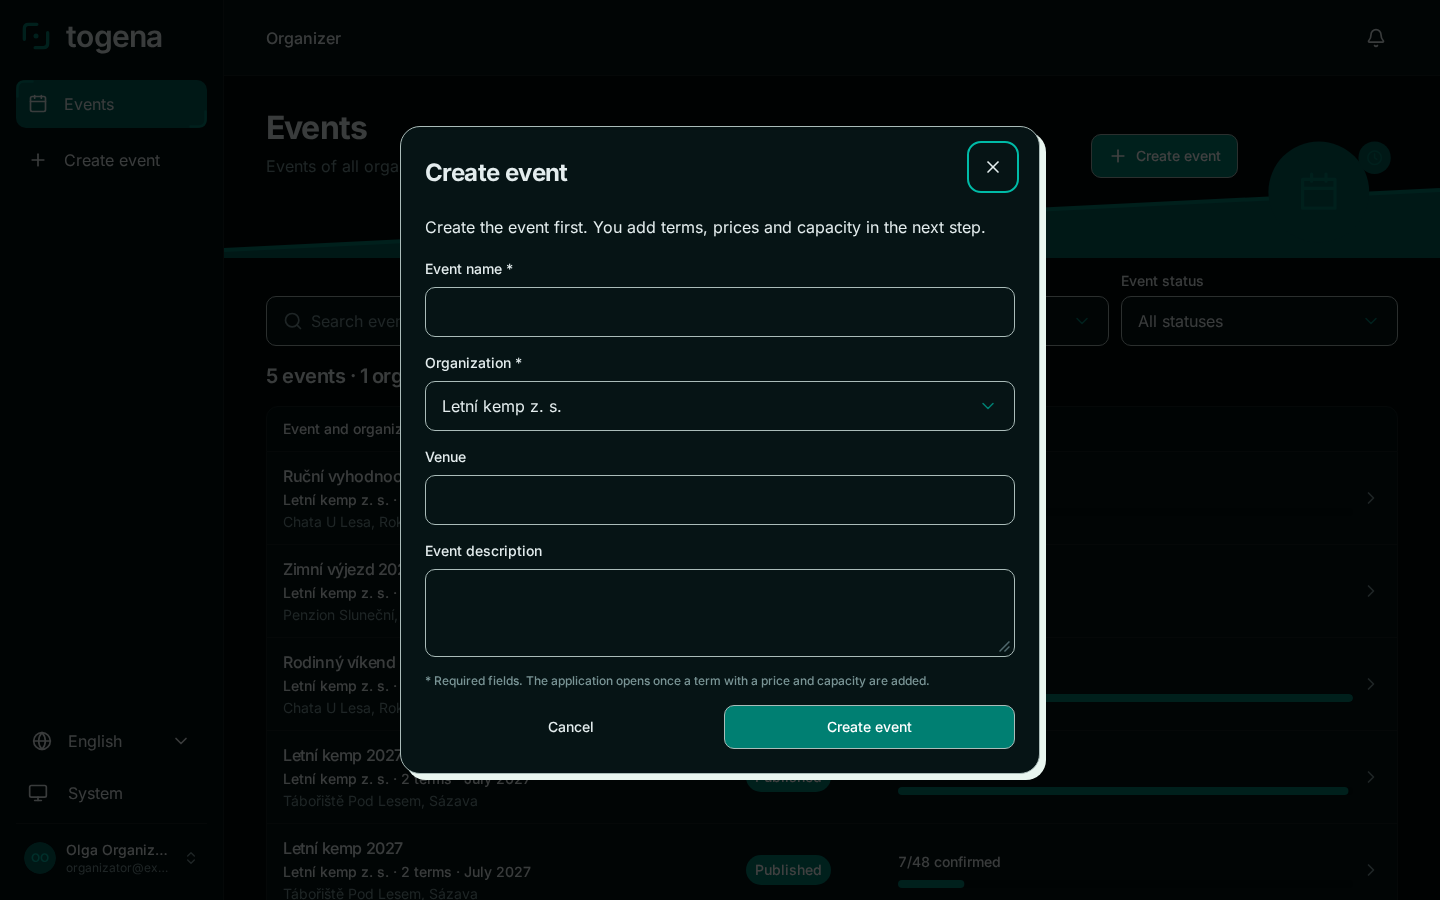 togena
Organizer
Events
Create event
English
System
Olga Organiz...
organizator@ex...
Events
Events of all orga
Create event
Event status
Search ever
All statuses
5 events · 1 org
Event and organiz
Ruční vyhodnoc
Letní kemp z. s. ·
Chata U Lesa, Rok
Zimní výjezd 202
Letní kemp z. s. ·
Penzion Sluneční,
Rodinný víkend
Letní kemp z. s. ·
Chata U Lesa, Rok
Letní kemp 2027
Letní kemp z. s. · 2 terms · July 2027
Published
Tábořiště Pod Lesem, Sázava
Letní kemp 2027
Letní kemp z. s. · 2 terms · July 2027
Published
7/48 confirmed
Tábořiště Pod Lesem, Sázava
OO
Create event
Create the event first. You add terms, prices and capacity in the next step.
Event name *
Organization *
Letní kemp z. s.
Venue
Event description
* Required fields. The application opens once a term with a price and capacity are added.
Cancel
Create event